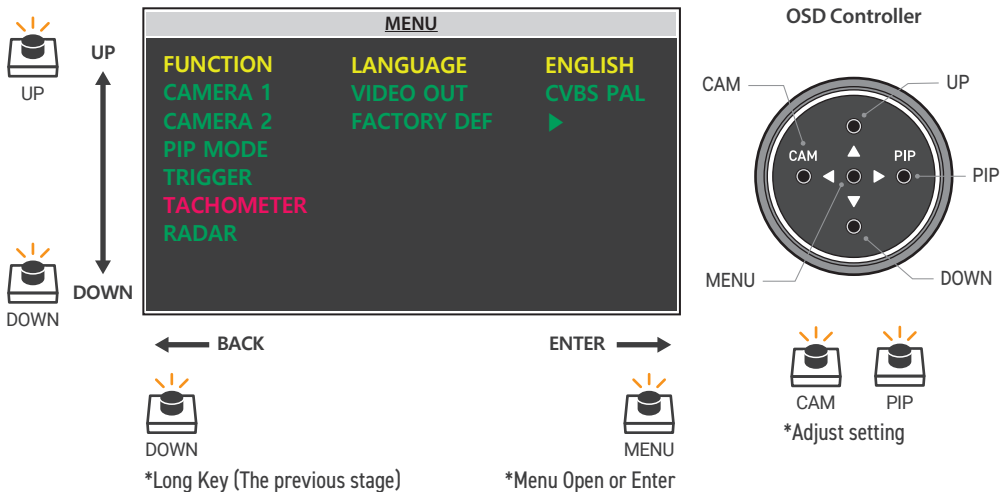 MENU
OSD Controller
UP
UP
FUNCTION LANGUAGE ENGLISH
CAMERA 1 VIDEO OUT CVBS PAL
CAMERA 2 FACTORY DEF ▶
PIP MODE
TRIGGER
TACHOMETER
RADAR
DOWN
DOWN
CAM
UP
CAM
PIP
PIP
MENU
DOWN
BACK
ENTER
DOWN
MENU
*Long Key (The previous stage)
*Menu Open or Enter
CAM
PIP
*Adjust setting